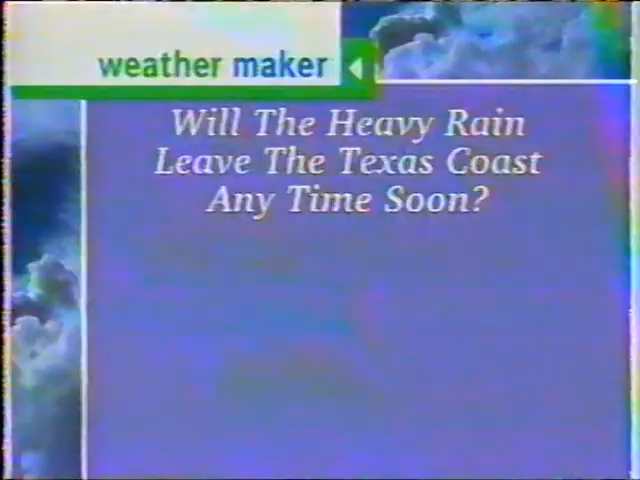 weather maker
Will The Heavy Rain
Leave The Texas Coast
Any Time Soon?